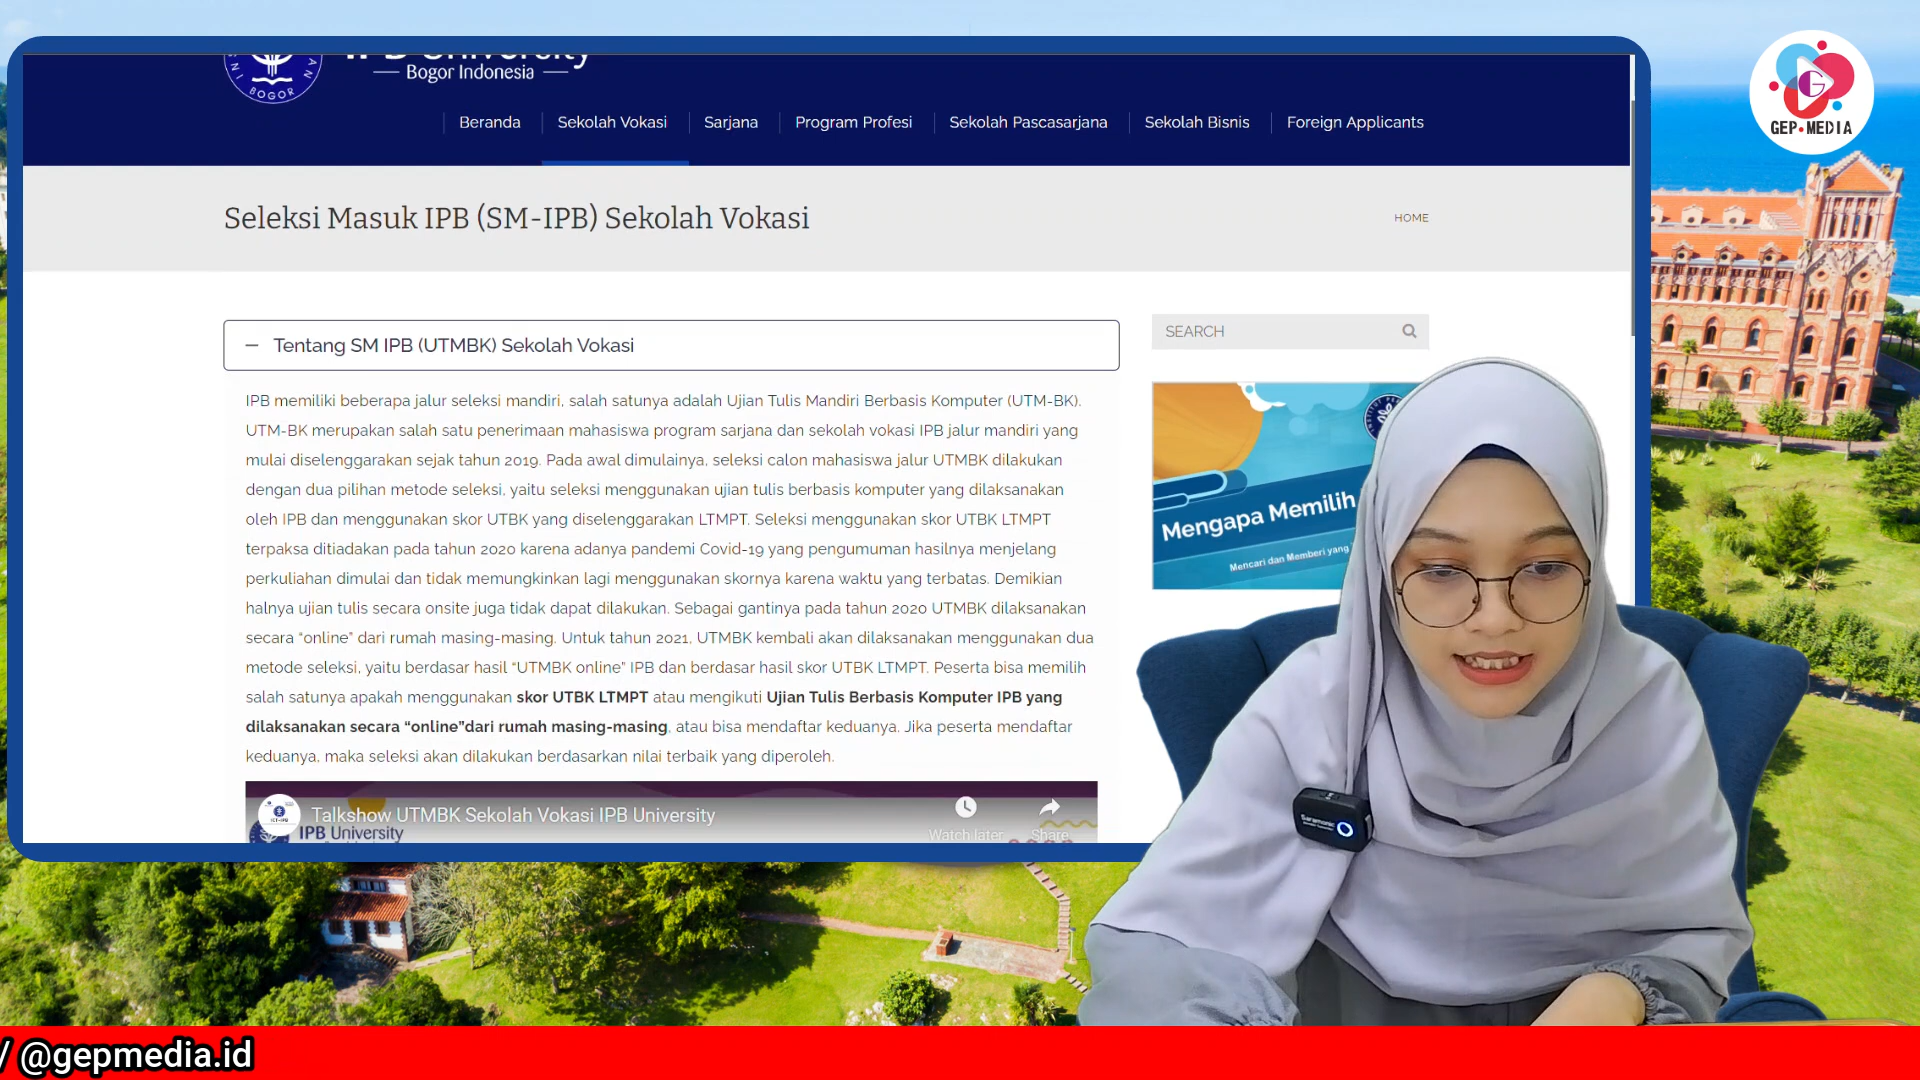 Bogor Indonesia
BOGOR
Beranda
Sekolah Vokasi
Sarjana
Program Profesi
Sekolah Pascasarjana
Sekolah Bisnis
Foreign Applicants
GEP•MEDIA
Seleksi Masuk IPB (SM-IPB) Sekolah Vokasi
HOME
Tentang SM IPB (UTMBK) Sekolah Vokasi
SEARCH
IPB memiliki beberapa jalur seleksi mandiri, salah satunya adalah Ujian Tulis Mandiri Berbasis Komputer (UTM-BK).
UTM-BK merupakan salah satu penerimaan mahasiswa program sarjana dan sekolah vokasi IPB jalur mandiri yang
mulai diselenggarakan sejak tahun 2019. Pada awal dimulainya, seleksi calon mahasiswa jalur UTMBK dilakukan
dengan dua pilihan metode seleksi, yaitu seleksi menggunakan ujian tulis berbasis komputer yang dilaksanakan
oleh IPB dan menggunakan skor UTBK yang diselenggarakan LTMPT. Seleksi menggunakan skor UTBK LTMPT
terpaksa ditiadakan pada tahun 2020 karena adanya pandemi Covid-19 yang pengumuman hasilnya menjelang
perkuliahan dimulai dan tidak memungkinkan lagi menggunakan skornya karena waktu yang terbatas. Demikian
halnya ujian tulis secara onsite juga tidak dapat dilakukan. Sebagai gantinya pada tahun 2020 UTMBK dilaksanakan
secara “online” dari rumah masing-masing. Untuk tahun 2021, UTMBK kembali akan dilaksanakan menggunakan dua
metode seleksi, yaitu berdasar hasil “UTMBK online” IPB dan berdasar hasil skor UTBK LTMPT. Peserta bisa memilih
salah satunya apakah menggunakan skor UTBK LTMPT atau mengikuti Ujian Tulis Berbasis Komputer IPB yang
dilaksanakan secara “online”dari rumah masing-masing, atau bisa mendaftar keduanya. Jika peserta mendaftar
keduanya, maka seleksi akan dilakukan berdasarkan nilai terbaik yang diperoleh.
Mengapa Memilih
Mencari dan Memberi yang
Talkshow UTMBK Sekolah Vokasi IPB University
IPB University
Watch later
Share
Saramonic
/ @gepmedia.id